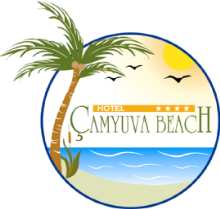 HOTEL ★★★★
ÇAMYUVA BEACH